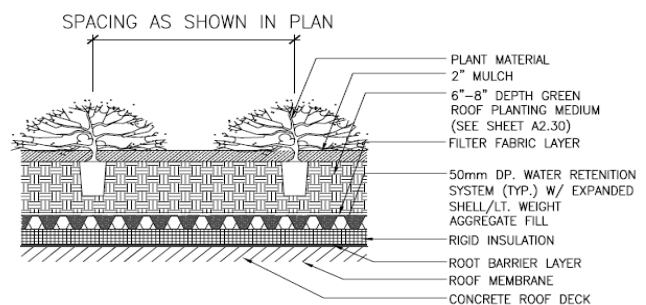 SPACING AS SHOWN IN PLAN
PLANT MATERIAL
2" MULCH
6"-8" DEPTH GREEN
ROOF PLANTING MEDIUM
(SEE SHEET A2.30)
FILTER FABRIC LAYER
50mm DP. WATER RETENTION
SYSTEM (TYP.) W/ EXPANDED
SHELL/LT. WEIGHT
AGGREGATE FILL
RIGID INSULATION
ROOT BARRIER LAYER
ROOF MEMBRANE
CONCRETE ROOF DECK